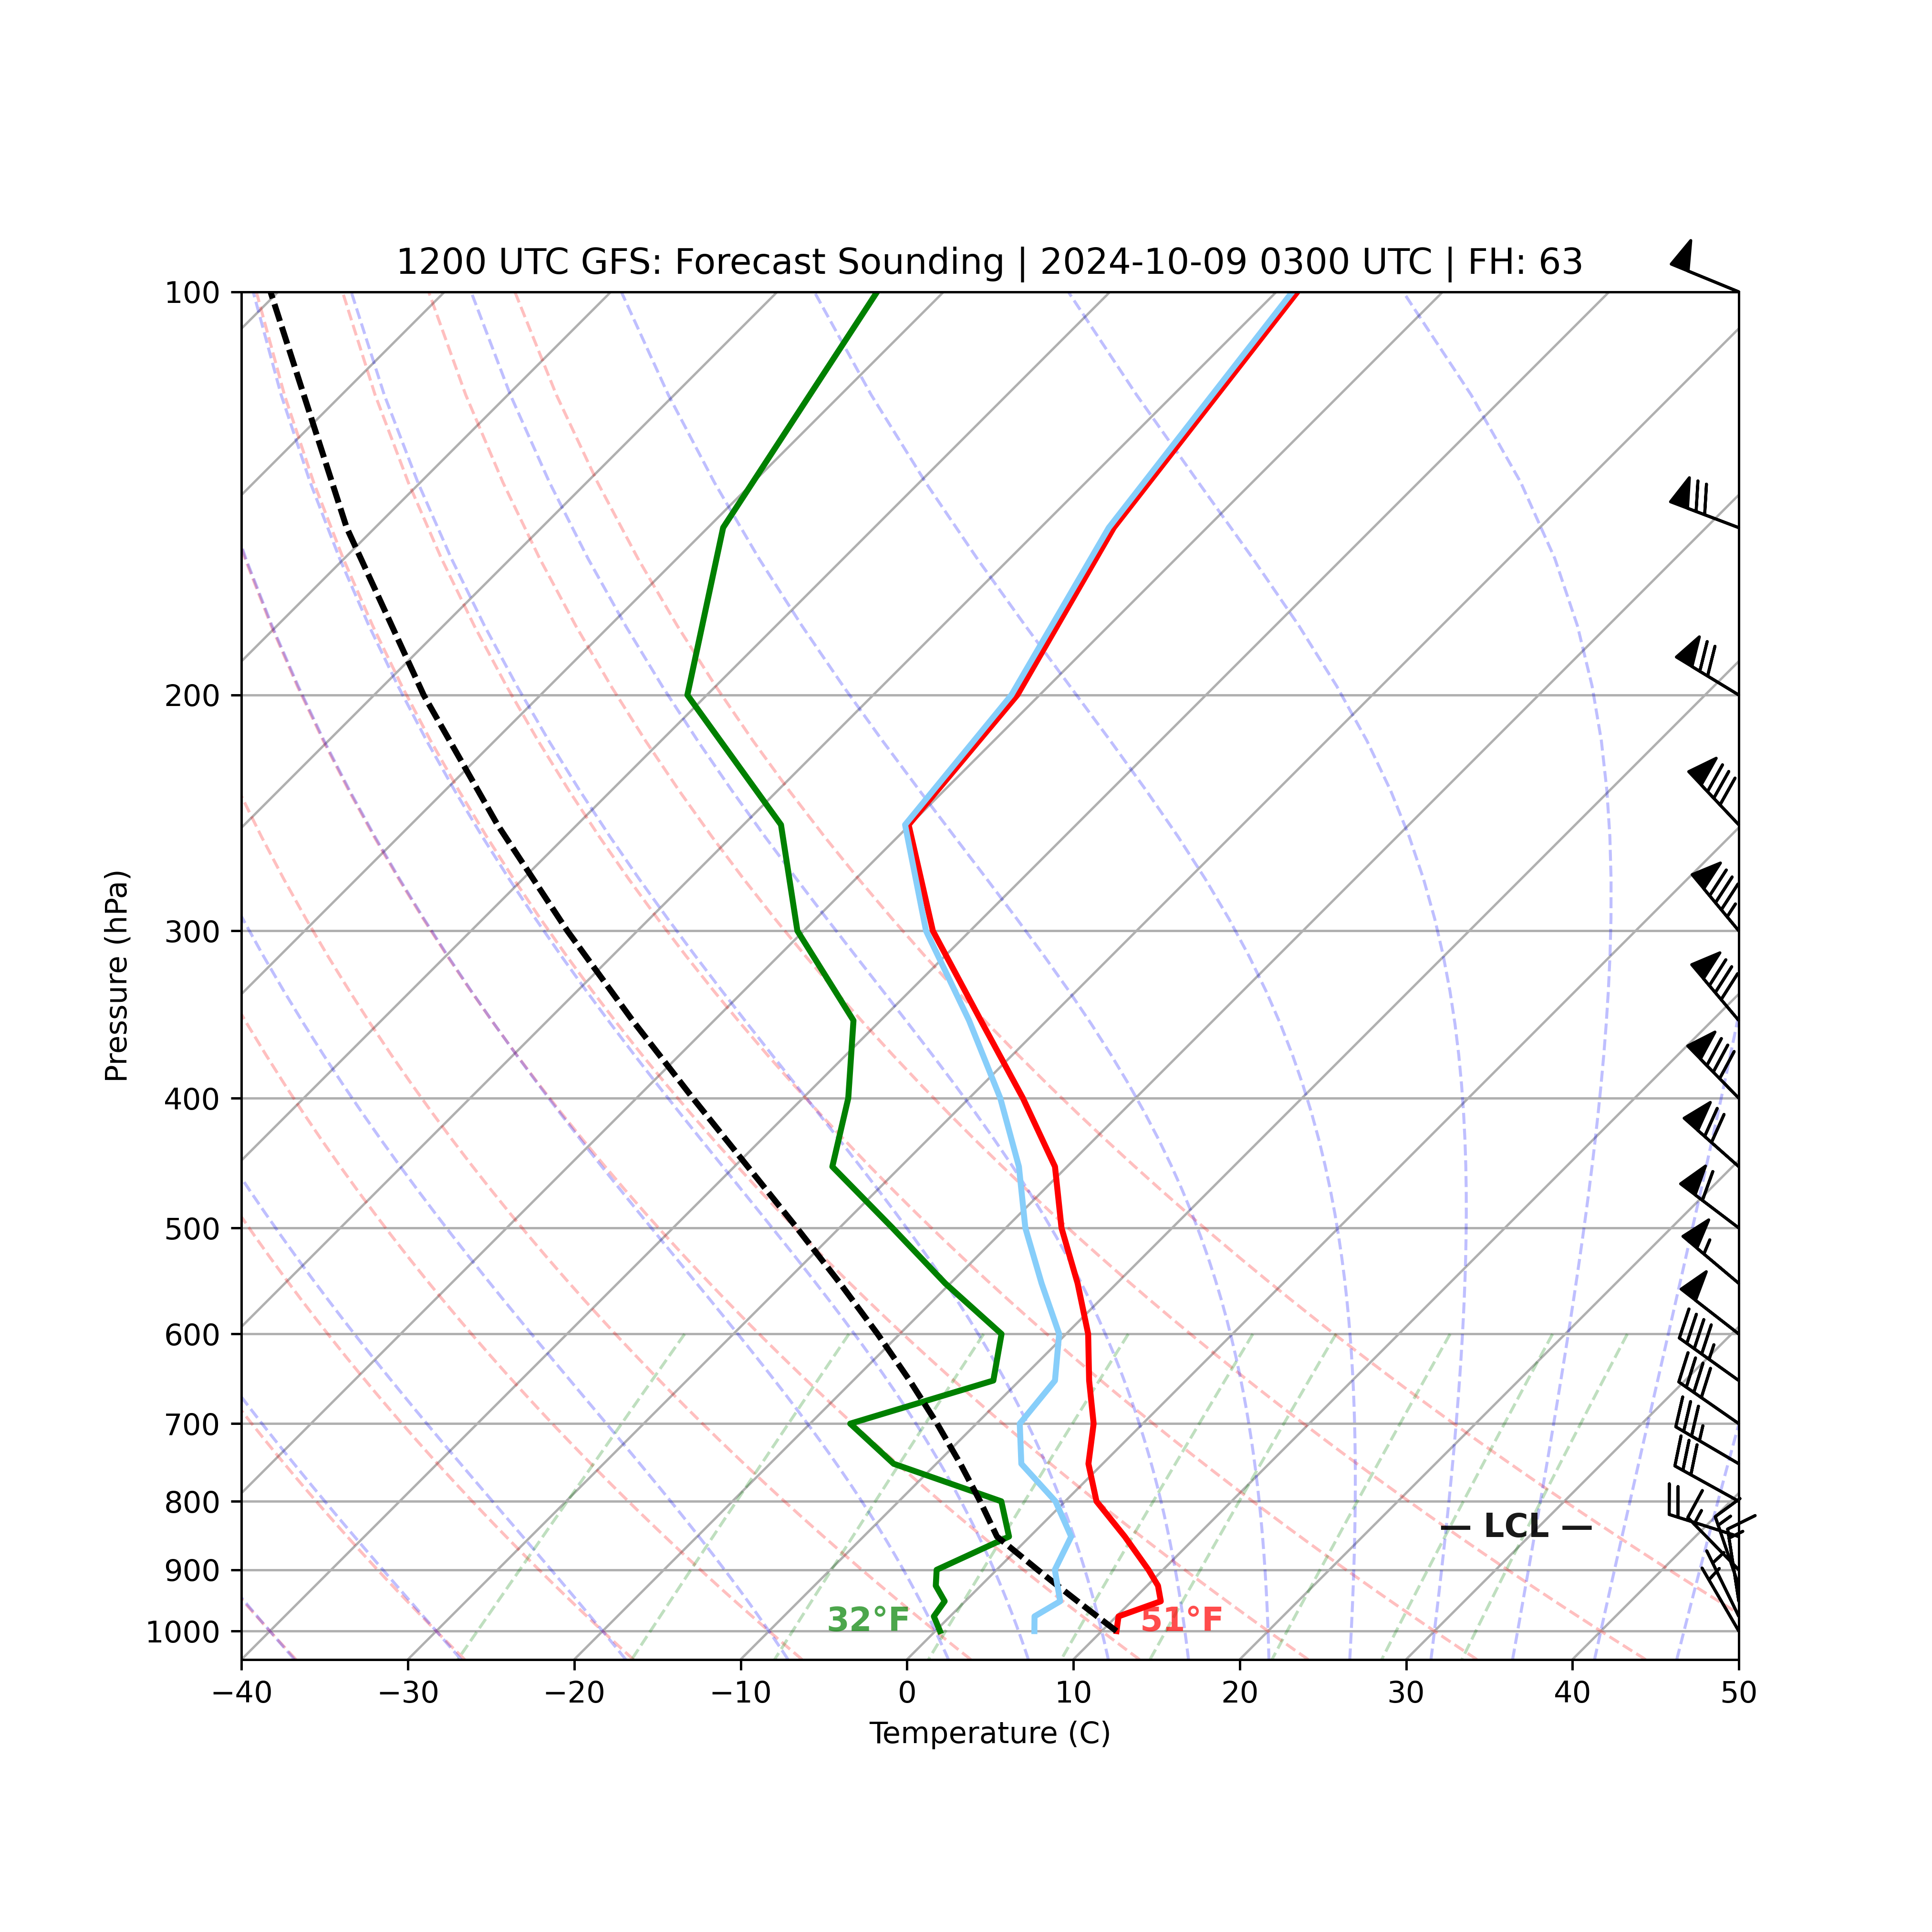 1200 UTC GFS: Forecast Sounding | 2024-10-09 0300 UTC | FH: 63
100
200
300
400
500
600
700
800
900
1000
Pressure (hPa)
— LCL —
32°F
51°F
−40 −30 −20 −10 0 10 20 30 40 50
Temperature (C)